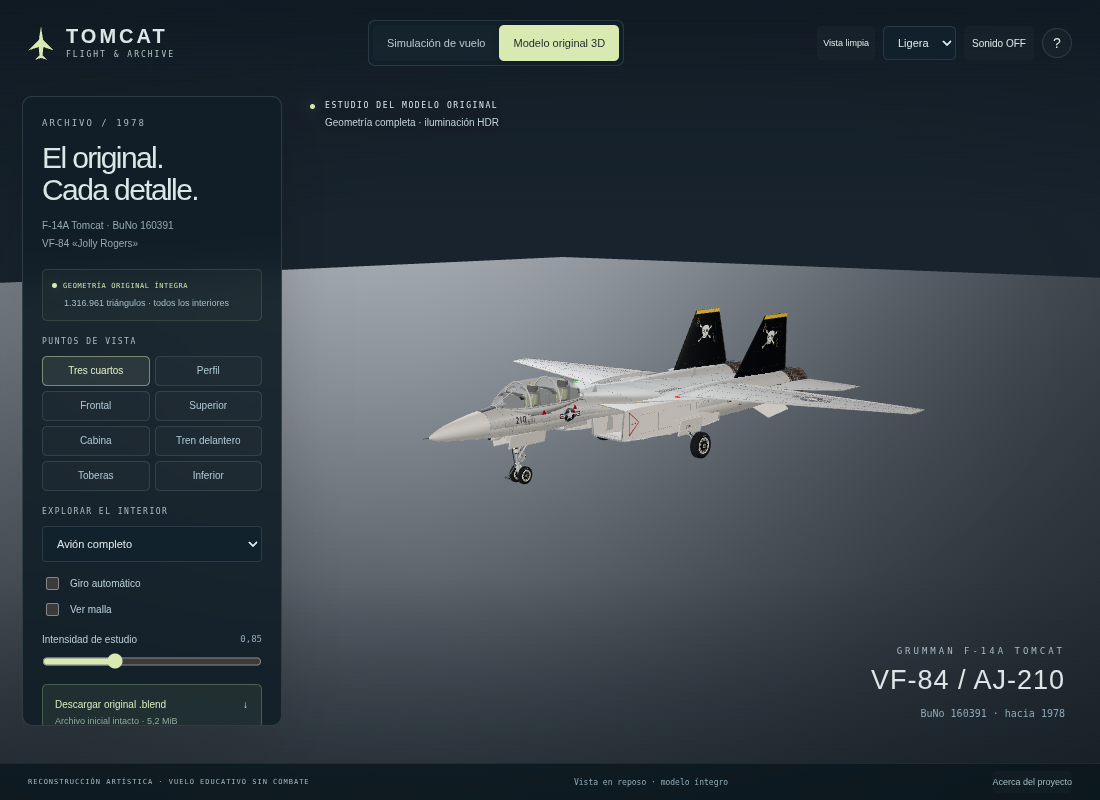 TOMCAT
FLIGHT & ARCHIVE
Simulación de vuelo
Modelo original 3D
Vista limpia
Ligera
Sonido OFF
?
ARCHIVO / 1978
El original.
Cada detalle.
F-14A Tomcat · BuNo 160391
VF-84 «Jolly Rogers»
GEOMETRÍA ORIGINAL ÍNTEGRA
1.316.961 triángulos · todos los interiores
PUNTOS DE VISTA
Tres cuartos
Perfil
Frontal
Superior
Cabina
Tren delantero
Toberas
Inferior
EXPLORAR EL INTERIOR
Avión completo
Giro automático
Ver malla
Intensidad de estudio
0,85
Descargar original .blend
↓
Archivo inicial intacto · 5,2 MiB
ESTUDIO DEL MODELO ORIGINAL
Geometría completa · iluminación HDR
210
GRUMMAN F-14A TOMCAT
VF-84 / AJ-210
BuNo 160391 · hacia 1978
RECONSTRUCCIÓN ARTÍSTICA · VUELO EDUCATIVO SIN COMBATE
Vista en reposo · modelo íntegro
Acerca del proyecto